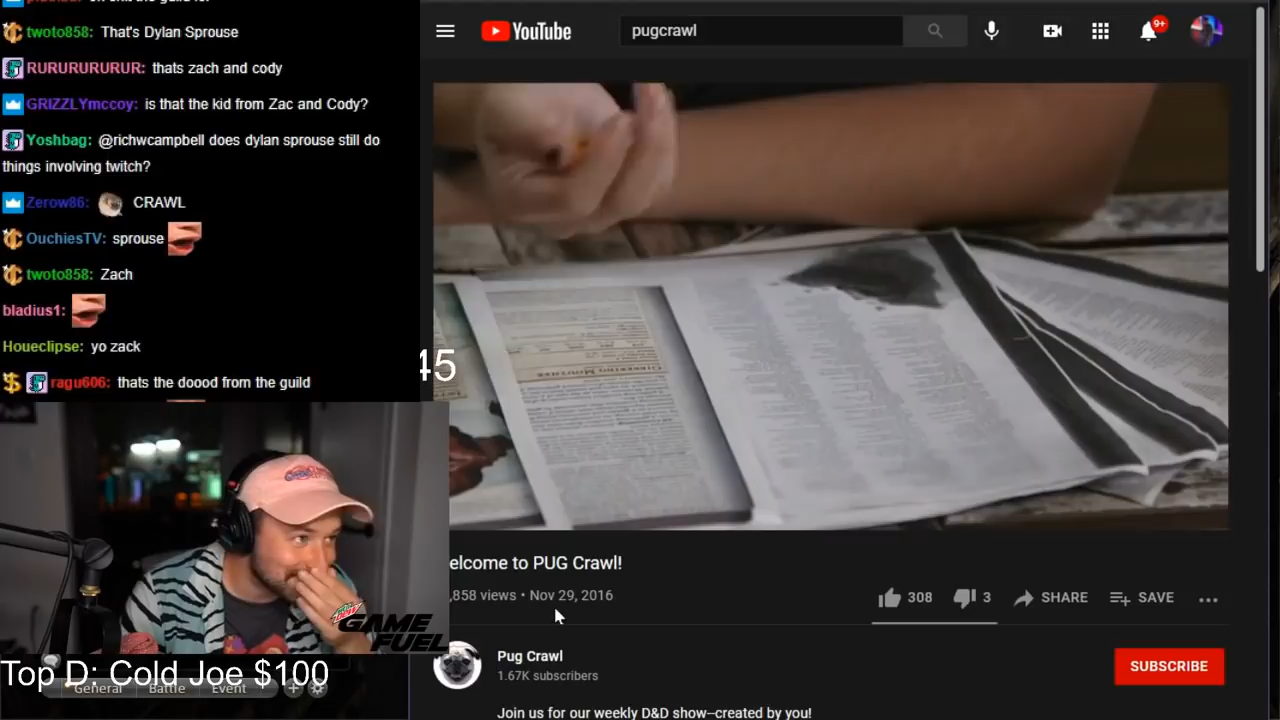 twoto858: That's Dylan Sprouse
RURURURURUR: thats zach and cody
GRIZZLYmccoy: is that the kid from Zac and Cody?
Yoshbag: @richwcampbell does dylan sprouse still do
things involving twitch?
Zerow86: CRAWL
OuchiesTV: sprouse
twoto858: Zach
bladius1:
Houeclipse: yo zack
ragu606: thats the doood from the guild
45
GAME
FUEL
Top D: Cold Joe $100
General Battle Event
YouTube
pugcrawl
9+
elcome to PUG Crawl!
,858 views • Nov 29, 2016
308 3 SHARE SAVE
Pug Crawl
1.67K subscribers
SUBSCRIBE
Join us for our weekly D&D show--created by you!